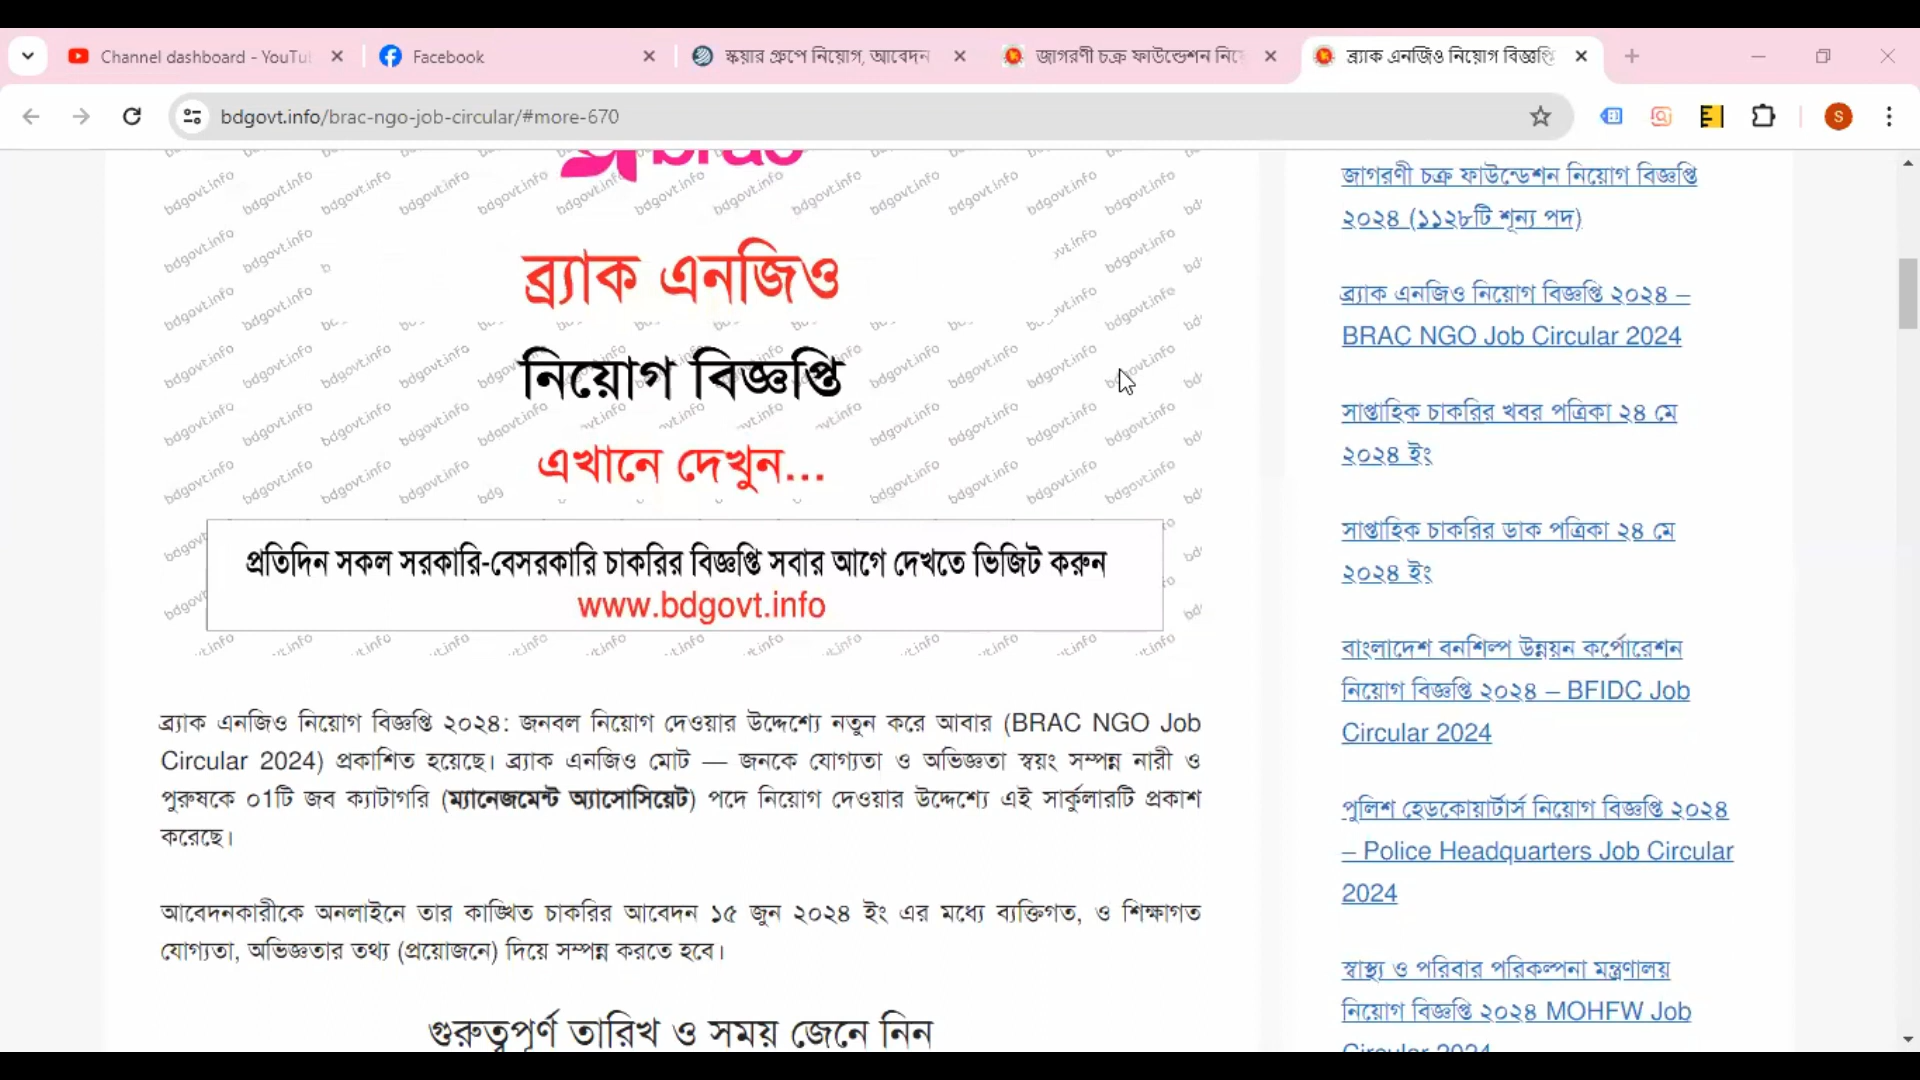 Channel dashboard - YouTu
Facebook
স্কয়ার গ্রুপে নিয়োগ, আবেদন
জাগরণী চক্র ফাউন্ডেশন নিয়ে
ব্র্যাক এনজিও নিয়োগ বিজ্ঞপ্তি
bdgovt.info/brac-ngo-job-circular/#more-670
S
brac
ব্র্যাক এনজিও
নিয়োগ বিজ্ঞপ্তি
এখানে দেখুন...
প্রতিদিন সকল সরকারি-বেসরকারি চাকরির বিজ্ঞপ্তি সবার আগে দেখতে ভিজিট করুন
www.bdgovt.info
ব্র্যাক এনজিও নিয়োগ বিজ্ঞপ্তি ২০২৪: জনবল নিয়োগ দেওয়ার উদ্দেশ্যে নতুন করে আবার (BRAC NGO Job
Circular 2024) প্রকাশিত হয়েছে। ব্র্যাক এনজিও মোট — জনকে যোগ্যতা ও অভিজ্ঞতা স্বয়ং সম্পন্ন নারী ও
পুরুষকে ০1টি জব ক্যাটাগরি (ম্যানেজমেন্ট অ্যাসোসিয়েট) পদে নিয়োগ দেওয়ার উদ্দেশ্যে এই সার্কুলারটি প্রকাশ
করেছে।
আবেদনকারীকে অনলাইনে তার কাঙ্খিত চাকরির আবেদন ১৫ জুন ২০২৪ ইং এর মধ্যে ব্যক্তিগত, ও শিক্ষাগত
যোগ্যতা, অভিজ্ঞতার তথ্য (প্রয়োজনে) দিয়ে সম্পন্ন করতে হবে।
গুরুত্বপূর্ণ তারিখ ও সময় জেনে নিন
জাগরণী চক্র ফাউন্ডেশন নিয়োগ বিজ্ঞপ্তি
২০২৪ (১১২৮টি শূন্য পদ)
ব্র্যাক এনজিও নিয়োগ বিজ্ঞপ্তি ২০২৪ –
BRAC NGO Job Circular 2024
সাপ্তাহিক চাকরির খবর পত্রিকা ২৪ মে
২০২৪ ইং
সাপ্তাহিক চাকরির ডাক পত্রিকা ২৪ মে
২০২৪ ইং
বাংলাদেশ বনশিল্প উন্নয়ন কর্পোরেশন
নিয়োগ বিজ্ঞপ্তি ২০২৪ – BFIDC Job
Circular 2024
পুলিশ হেডকোয়ার্টার্স নিয়োগ বিজ্ঞপ্তি ২০২৪
– Police Headquarters Job Circular
2024
স্বাস্থ্য ও পরিবার পরিকল্পনা মন্ত্রণালয়
নিয়োগ বিজ্ঞপ্তি ২০২৪ MOHFW Job
Circular 2024